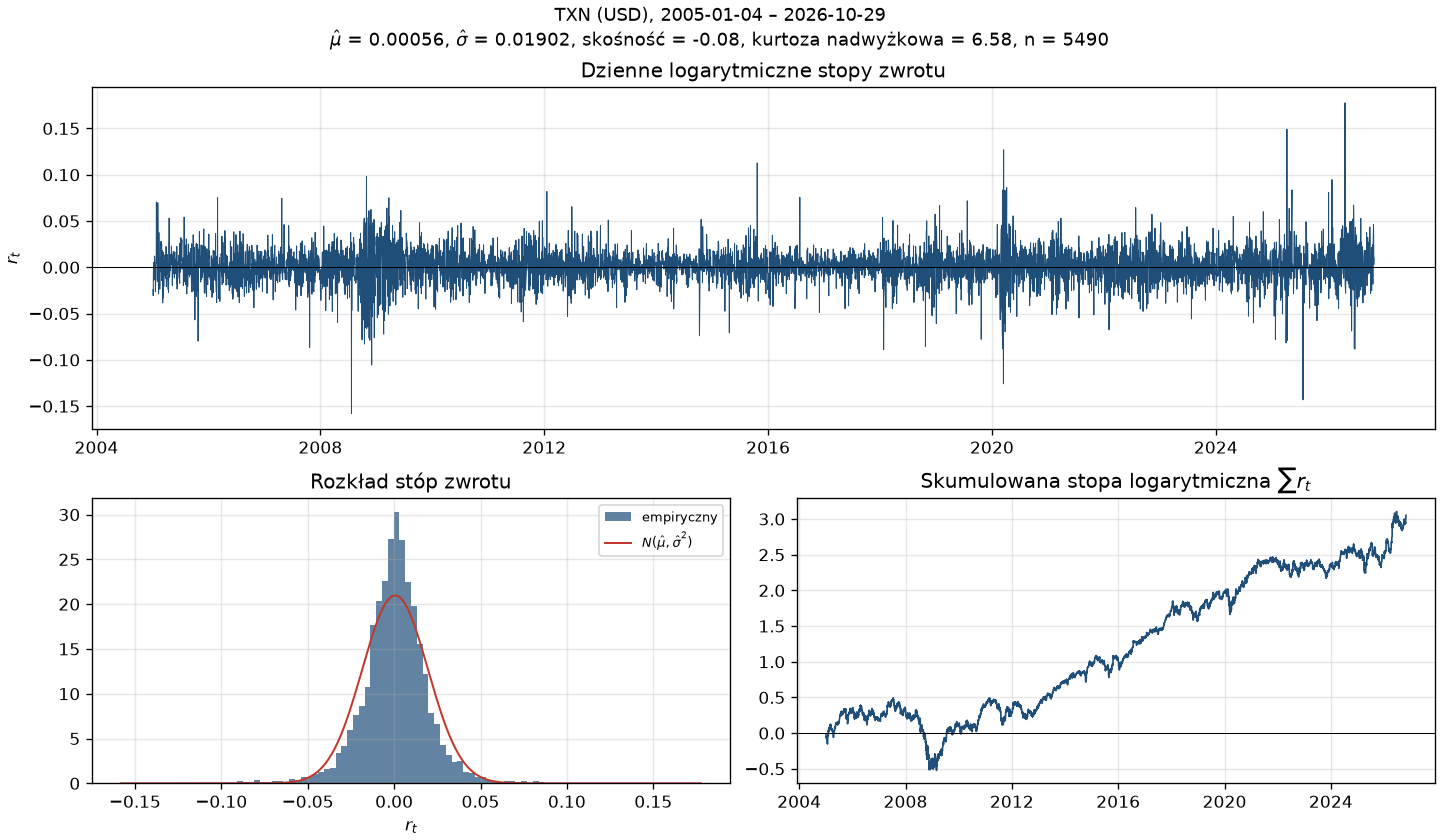 TXN (USD), 2005-01-04 – 2026-10-29
μ̂ = 0.00056, σ̂ = 0.01902, skośność = -0.08, kurtoza nadwyżkowa = 6.58, n = 5490
Dzienne logarytmiczne stopy zwrotu
0.15
0.10
0.05
0.00
−0.05
−0.10
−0.15
r_t
2004 2008 2012 2016 2020 2024
Rozkład stóp zwrotu
empiryczny
N(μ̂, σ̂²)
30
25
20
15
10
5
0
−0.15 −0.10 −0.05 0.00 0.05 0.10 0.15
r_t
Skumulowana stopa logarytmiczna ∑r_t
3.0
2.5
2.0
1.5
1.0
0.5
0.0
−0.5
2004 2008 2012 2016 2020 2024